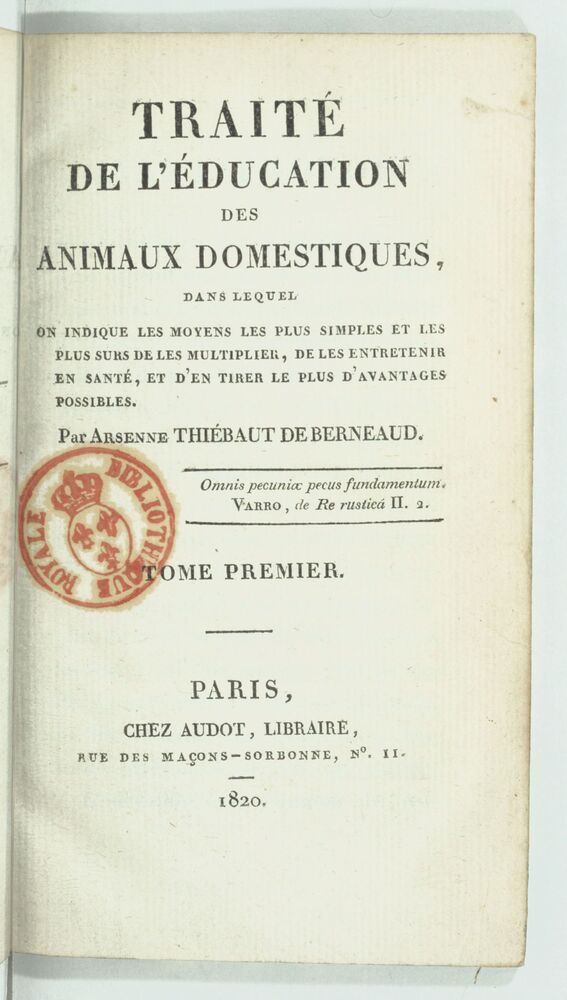 TRAITÉ
DE L'ÉDUCATION
DES
ANIMAUX DOMESTIQUES,
DANS LEQUEL
ON INDIQUE LES MOYENS LES PLUS SIMPLES ET LES
PLUS SURS DE LES MULTIPLIER, DE LES ENTRETENIR
EN SANTÉ, ET D'EN TIRER LE PLUS D'AVANTAGES
POSSIBLES.
Par ARSENNE THIÉBAUT DE BERNEAUD.
Omnis pecuniæ pecus fundamentum.
VARRO, de Re rusticá II. 2.
BIBLIOTHEQUE ROYALE
TOME PREMIER.
PARIS,
CHEZ AUDOT, LIBRAIRE,
RUE DES MAÇONS-SORBONNE, N°. 11.
1820.